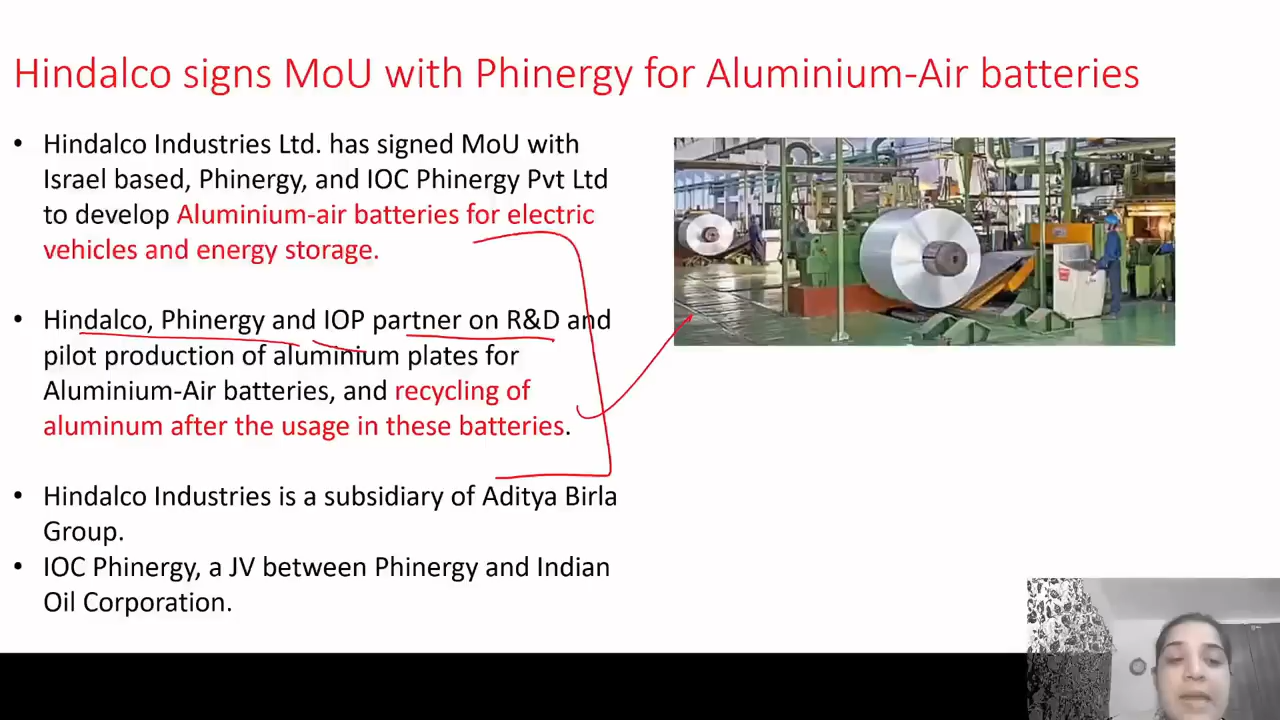 Hindalco signs MoU with Phinergy for Aluminium-Air batteries
• Hindalco Industries Ltd. has signed MoU with
Israel based, Phinergy, and IOC Phinergy Pvt Ltd
to develop Aluminium-air batteries for electric
vehicles and energy storage.
• Hindalco, Phinergy and IOP partner on R&D and
pilot production of aluminium plates for
Aluminium-Air batteries, and recycling of
aluminum after the usage in these batteries.
• Hindalco Industries is a subsidiary of Aditya Birla
Group.
• IOC Phinergy, a JV between Phinergy and Indian
Oil Corporation.